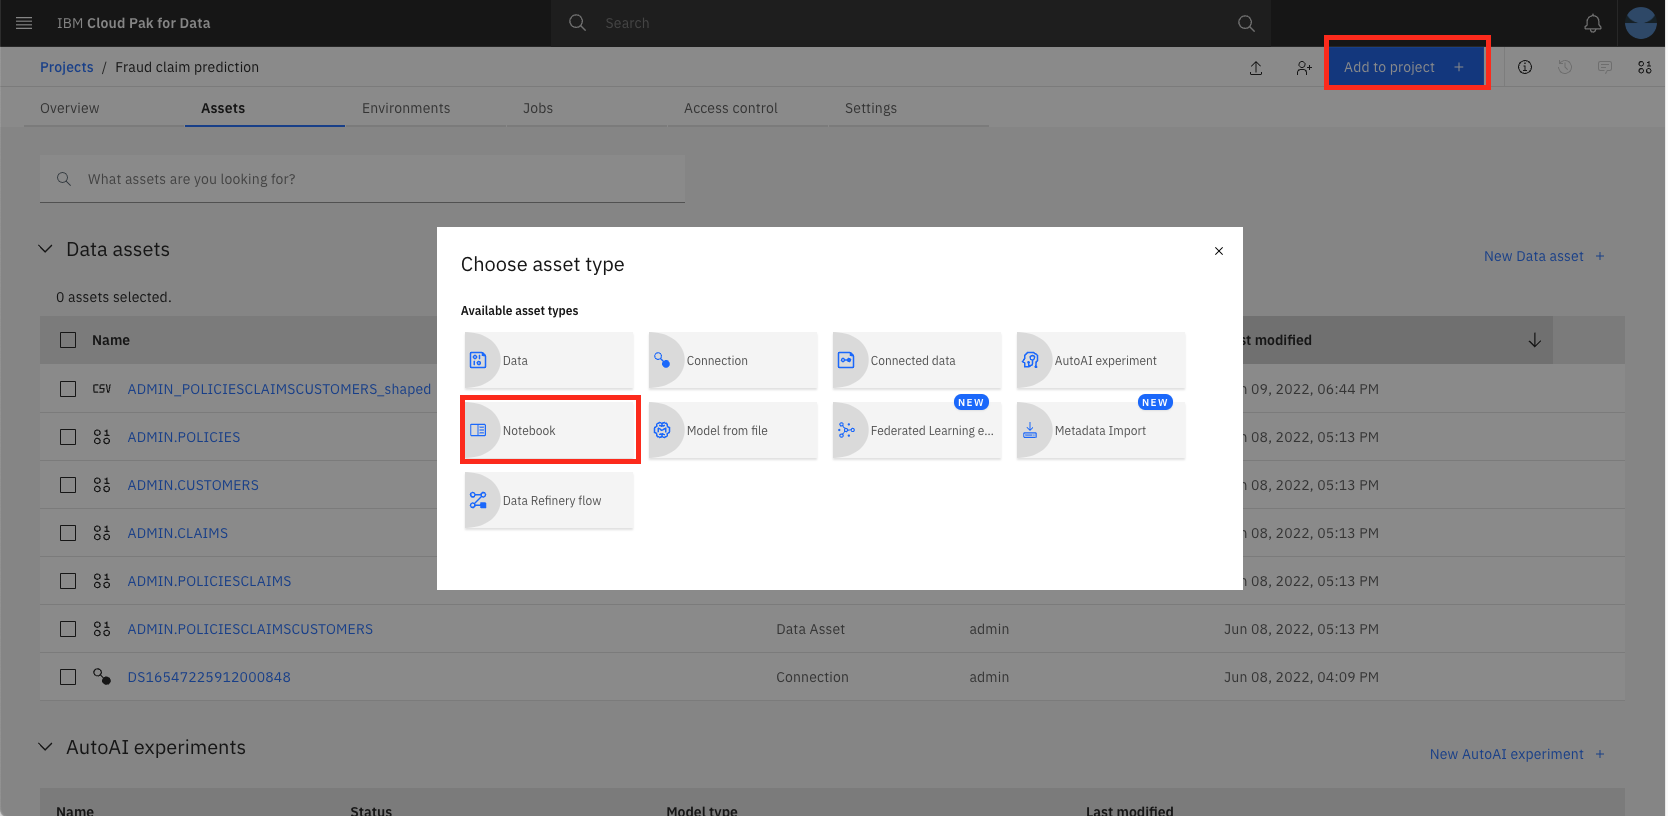 IBM Cloud Pak for Data
Search
Projects / Fraud claim prediction
Add to project +
Overview
Assets
Environments
Jobs
Access control
Settings
What assets are you looking for?
Data assets
New Data asset +
0 assets selected.
Name
st modified
CSV ADMIN_POLICIESCLAIMSCUSTOMERS_shaped
09, 2022, 06:44 PM
ADMIN.POLICIES
08, 2022, 05:13 PM
ADMIN.CUSTOMERS
08, 2022, 05:13 PM
ADMIN.CLAIMS
08, 2022, 05:13 PM
ADMIN.POLICIESCLAIMS
08, 2022, 05:13 PM
ADMIN.POLICIESCLAIMSCUSTOMERS
Data Asset
admin
Jun 08, 2022, 05:13 PM
DS16547225912000848
Connection
admin
Jun 08, 2022, 04:09 PM
Choose asset type
Available asset types
Data
Connection
Connected data
AutoAI experiment
NEW
NEW
Notebook
Model from file
Federated Learning e...
Metadata Import
Data Refinery flow
AutoAI experiments
New AutoAI experiment +
Name
Status
Model type
Last modified